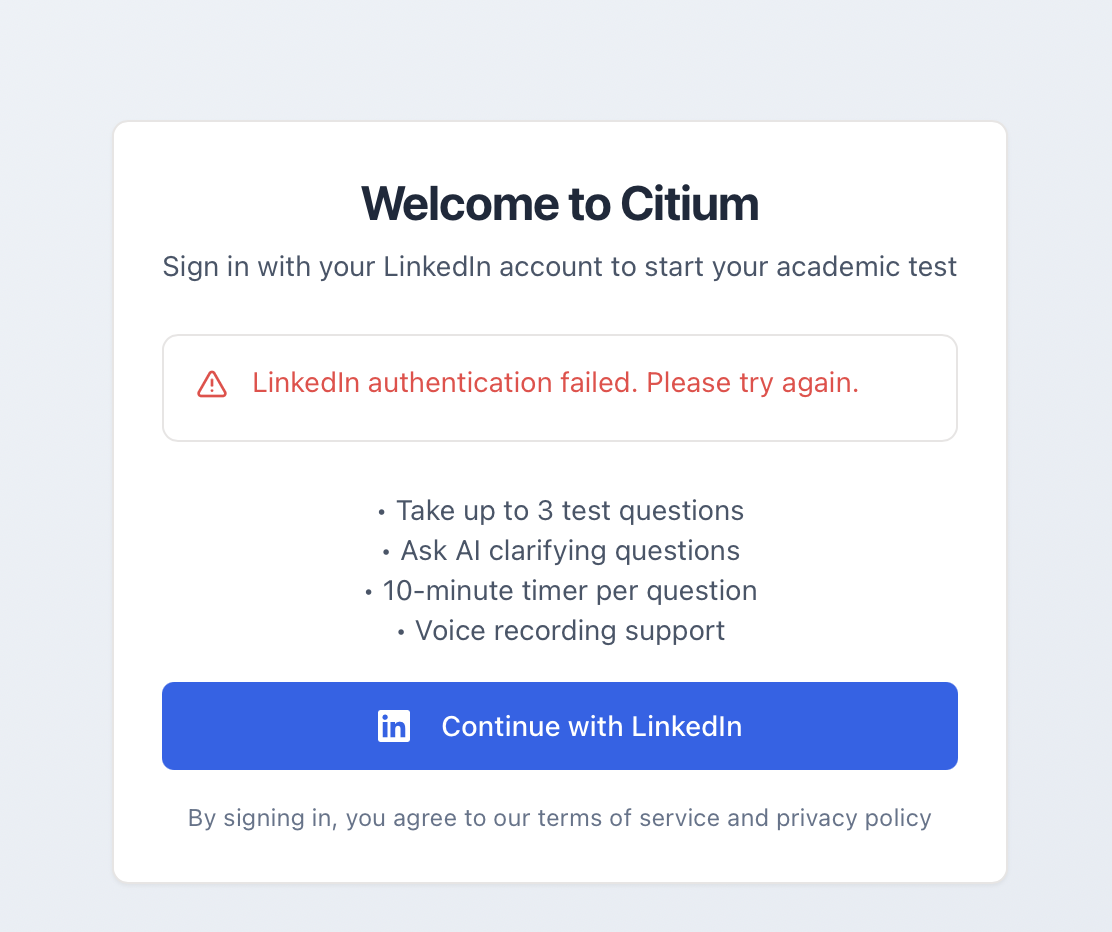 Welcome to Citium
Sign in with your LinkedIn account to start your academic test
LinkedIn authentication failed. Please try again.
• Take up to 3 test questions
• Ask AI clarifying questions
• 10-minute timer per question
• Voice recording support
in Continue with LinkedIn
By signing in, you agree to our terms of service and privacy policy